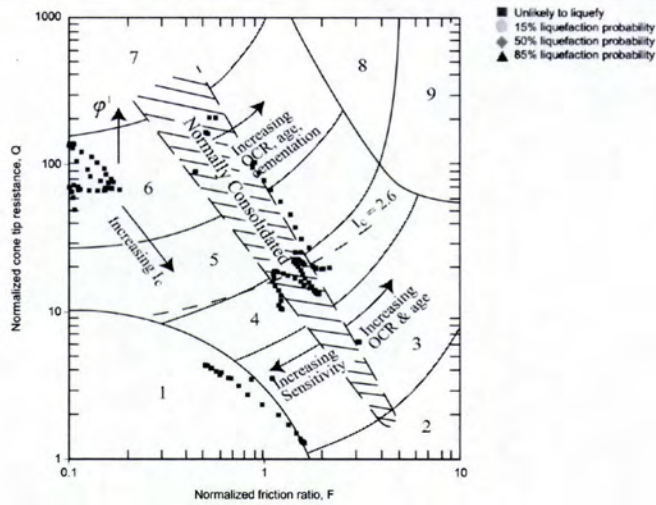 Unlikely to liquefy
15% liquefaction probability
50% liquefaction probability
85% liquefaction probability
Normalized cone tip resistance, Q
1000
100
10
1
7
8
9
φ'
6
Increasing OCR, age,
cementation
Normally Consolidated
Ic = 2.6
Increasing Ic
5
4
Increasing
OCR & age
3
1
Increasing
Sensitivity
2
0.1
1
10
Normalized friction ratio, F